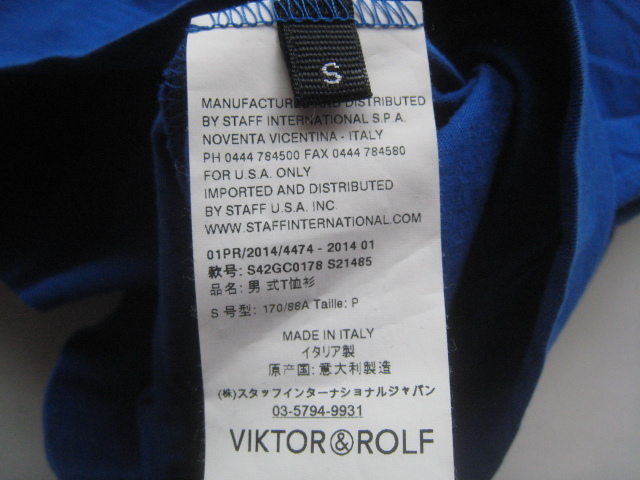 S
MANUFACTURED AND DISTRIBUTED
BY STAFF INTERNATIONAL S.P.A.
NOVENTA VICENTINA - ITALY
PH 0444 784500 FAX 0444 784580
FOR U.S.A. ONLY
IMPORTED AND DISTRIBUTED
BY STAFF U.S.A. INC.
WWW.STAFFINTERNATIONAL.COM
01PR/2014/4474 - 2014 01
款号: S42GC0178 S21485
品名: 男 式T恤衫
S 号型: 170/88A Taille: P
MADE IN ITALY
イタリア製
原产国: 意大利製造
(株)スタッフインターナショナルジャパン
03-5794-9931
VIKTOR&ROLF